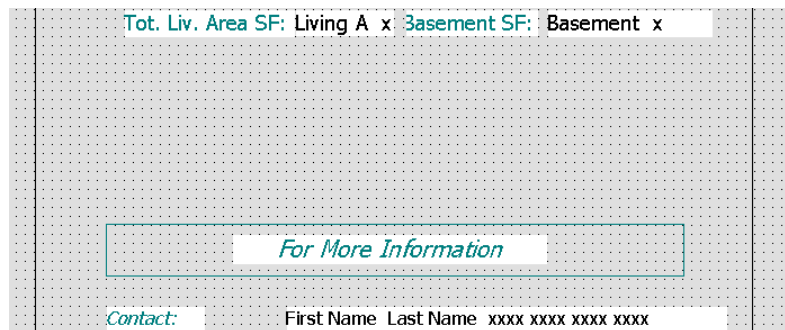 Tot. Liv. Area SF: Living A x Basement SF: Basement x
For More Information
Contact: First Name Last Name xxxx xxxx xxxx xxxx